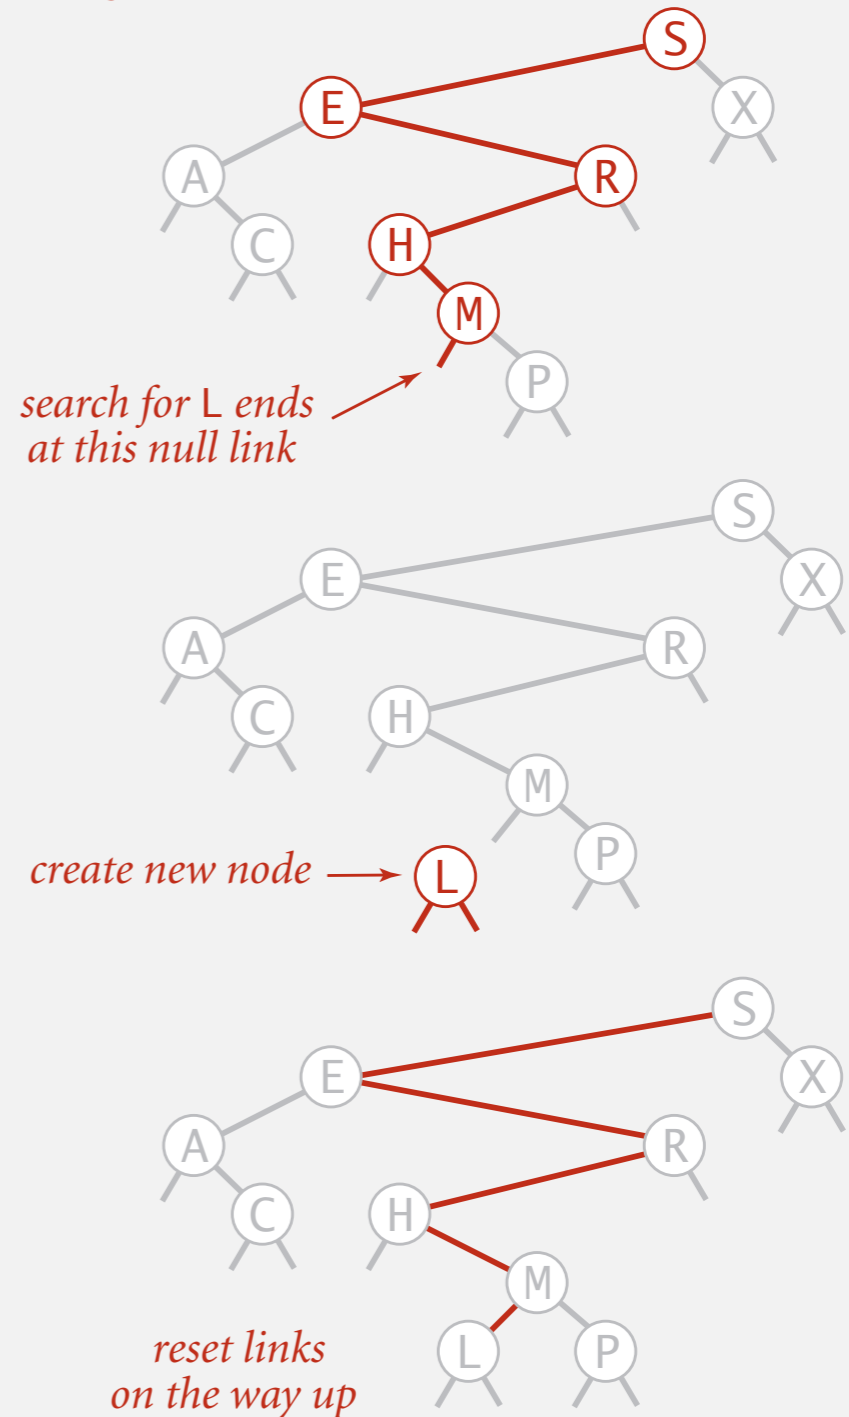 S
E
X
A
R
C
H
M
P
search for L ends
at this null link
S
E
X
A
R
C
H
M
P
create new node
L
S
E
X
A
R
C
H
M
L
P
reset links
on the way up